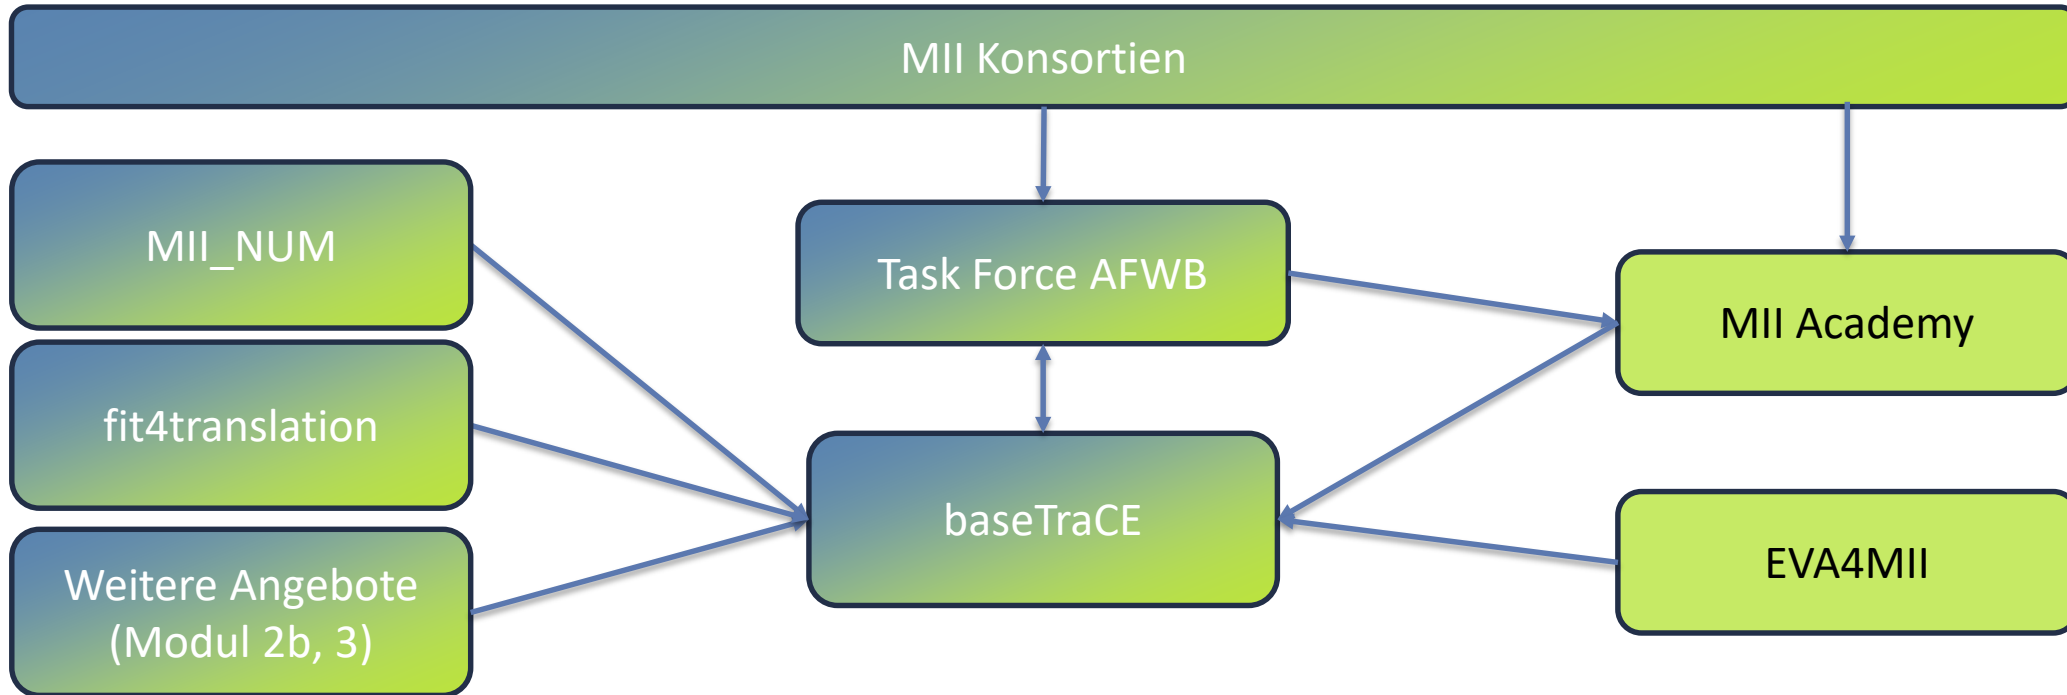 MII Konsortien
MII_NUM
Task Force AFWB
MII Academy
fit4translation
baseTraCE
EVA4MII
Weitere Angebote
(Modul 2b, 3)